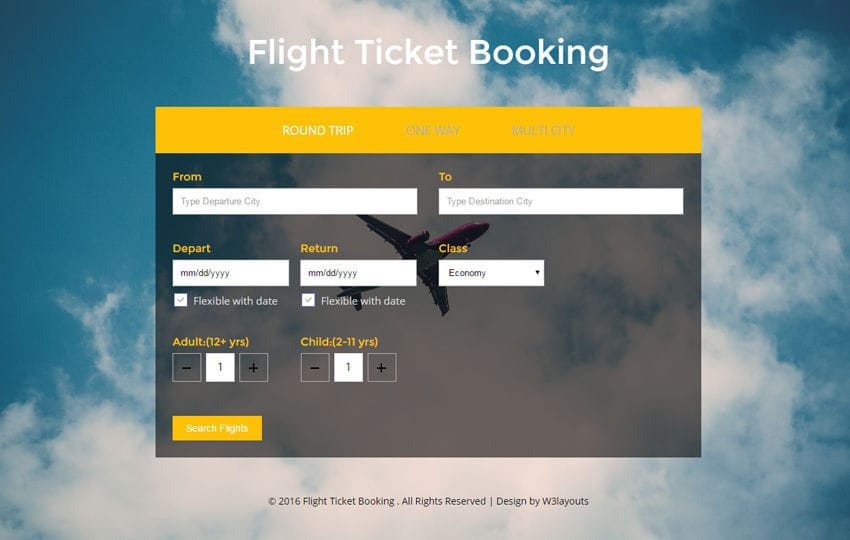 Flight Ticket Booking
ROUND TRIP ONE WAY MULTI CITY
From To
Type Departure City Type Destination City
Depart Return Class
mm/dd/yyyy mm/dd/yyyy Economy
Flexible with date Flexible with date
Adult:(12+ yrs) Child:(2-11 yrs)
− 1 + − 1 +
Search Flights
© 2016 Flight Ticket Booking . All Rights Reserved | Design by W3layouts